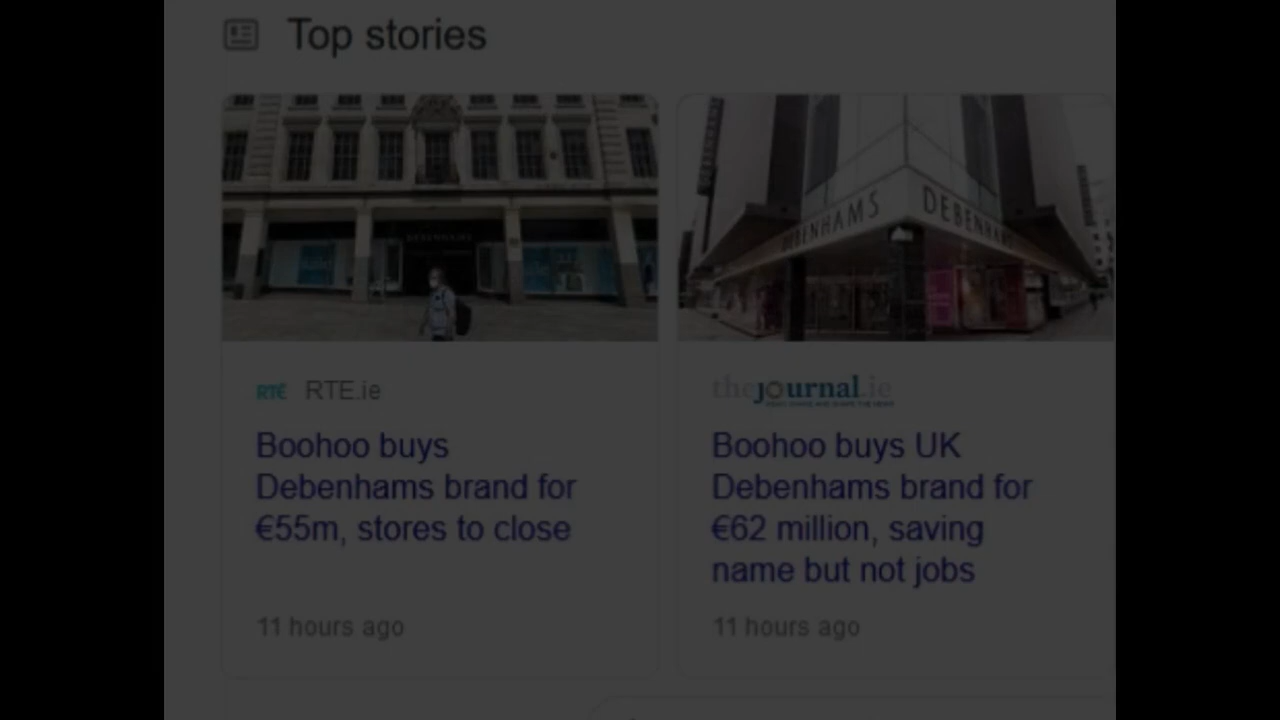 Top stories
DEBENHAMS
DEBENHAMS
RTÉ RTE.ie
Boohoo buys
Debenhams brand for
€55m, stores to close
11 hours ago
thejournal.ie
Boohoo buys UK
Debenhams brand for
€62 million, saving
name but not jobs
11 hours ago